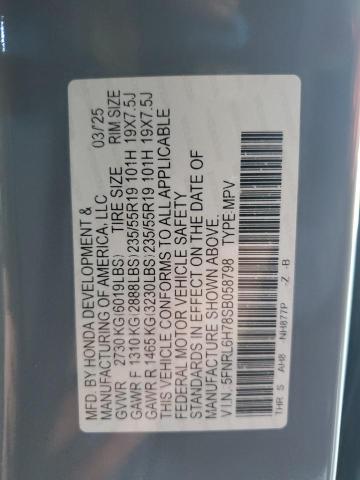 MFD. BY HONDA DEVELOPMENT &
MANUFACTURING OF AMERICA, LLC 03/'25
GVWR 2730 KG(6019LBS) TIRE SIZE RIM SIZE
GAWR F 1310 KG(2888LBS)235/55R19 101H 19X7.5J
GAWR R 1465 KG(3230LBS)235/55R19 101H 19X7.5J
THIS VEHICLE CONFORMS TO ALL APPLICABLE
FEDERAL MOTOR VEHICLE SAFETY
STANDARDS IN EFFECT ON THE DATE OF
MANUFACTURE SHOWN ABOVE.
V.I.N. 5FNRL6H78SB058798 TYPE:MPV
THR S AH8 NH877P -Z -B